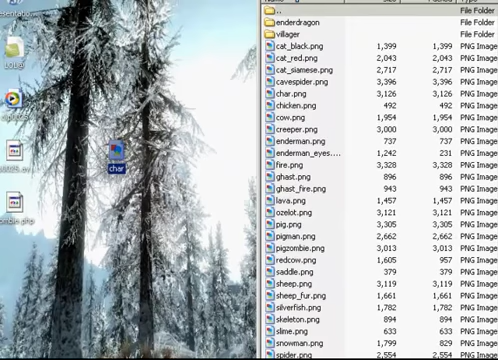 char
File Folder
enderdragon File Folder
villager File Folder
cat_black.png 1,399 1,399 PNG Image
cat_red.png 2,043 2,043 PNG Image
cat_siamese.png 2,717 2,717 PNG Image
cavespider.png 3,396 3,396 PNG Image
char.png 3,126 3,126 PNG Image
chicken.png 492 492 PNG Image
cow.png 1,954 1,954 PNG Image
creeper.png 3,000 3,000 PNG Image
enderman.png 737 737 PNG Image
enderman_eyes.... 1,242 231 PNG Image
fire.png 3,328 3,328 PNG Image
ghast.png 896 896 PNG Image
ghast_fire.png 943 943 PNG Image
lava.png 1,457 1,457 PNG Image
ozelot.png 3,121 3,121 PNG Image
pig.png 3,305 3,305 PNG Image
pigman.png 2,662 2,662 PNG Image
pigzombie.png 3,013 3,013 PNG Image
redcow.png 1,605 957 PNG Image
saddle.png 379 379 PNG Image
sheep.png 3,119 3,119 PNG Image
sheep_fur.png 1,661 1,661 PNG Image
silverfish.png 1,782 1,782 PNG Image
skeleton.png 894 894 PNG Image
slime.png 633 633 PNG Image
snowman.png 1,799 829 PNG Image
spider.png 2,554 2,554 PNG Image